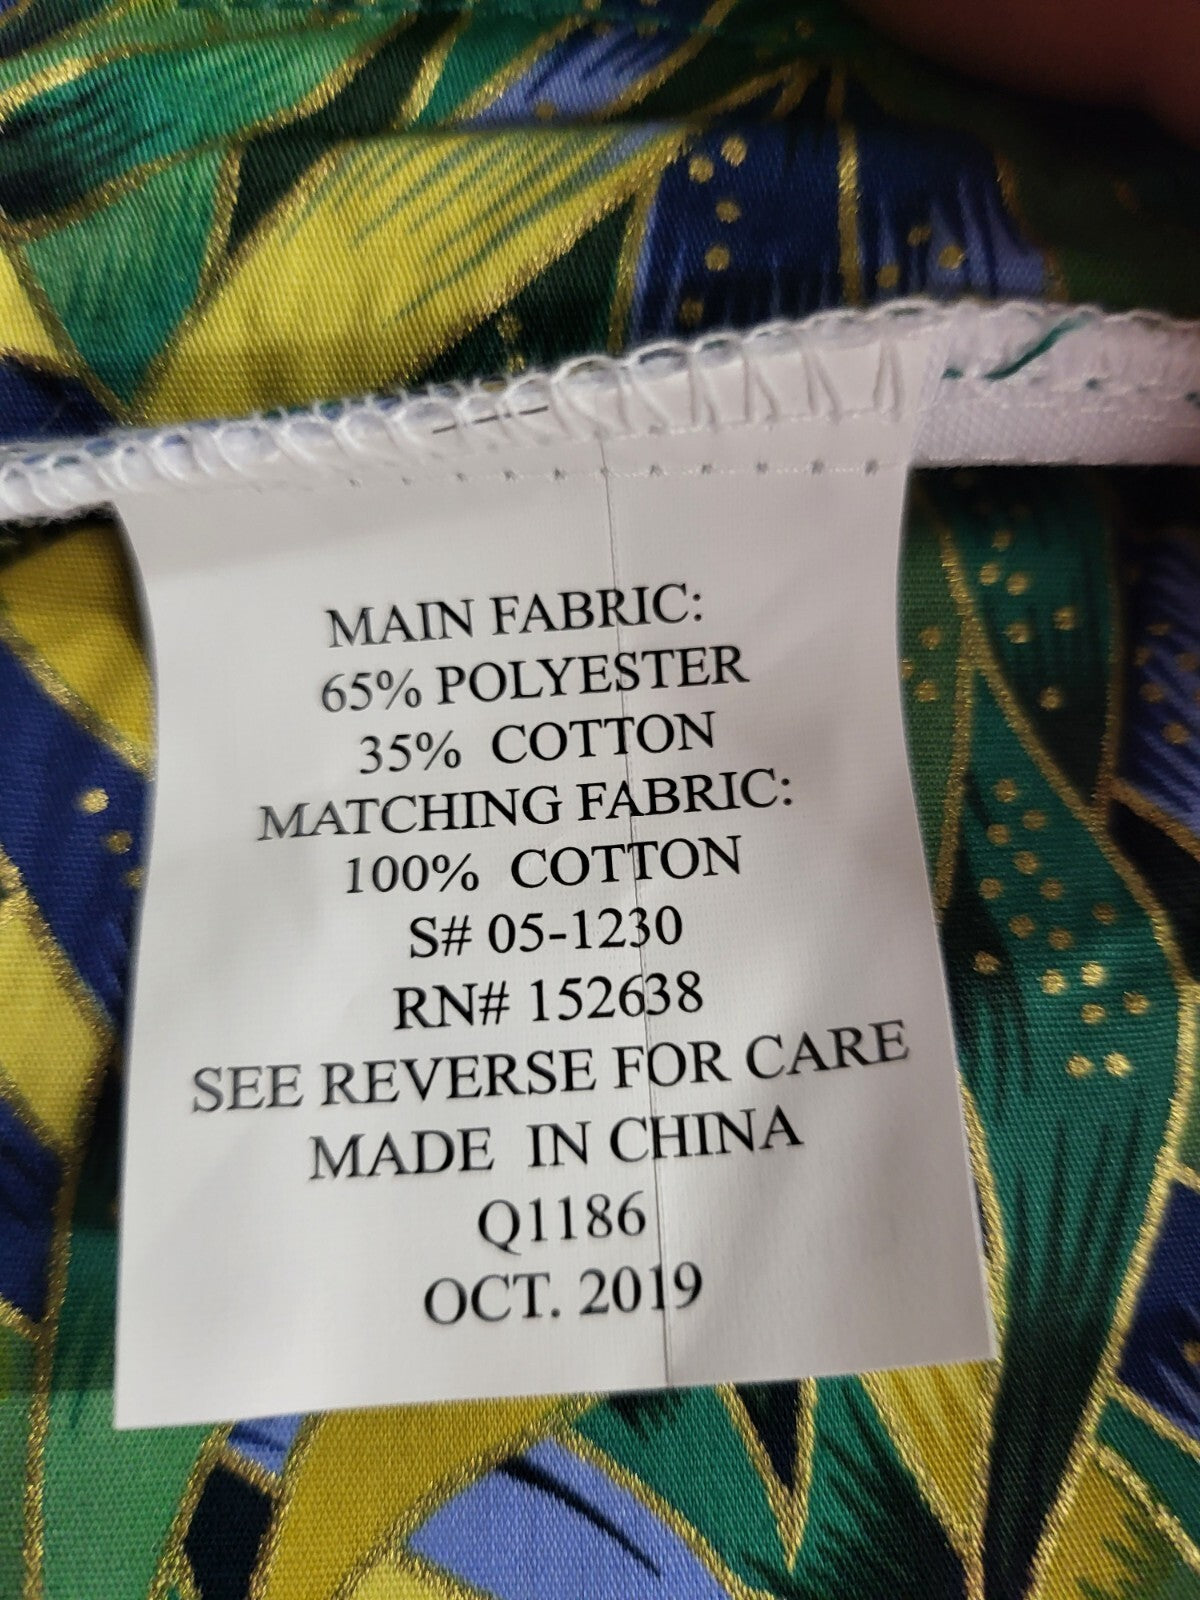 MAIN FABRIC:
65% POLYESTER
35% COTTON
MATCHING FABRIC:
100% COTTON
S# 05-1230
RN# 152638
SEE REVERSE FOR CARE
MADE IN CHINA
Q1186
OCT. 2019